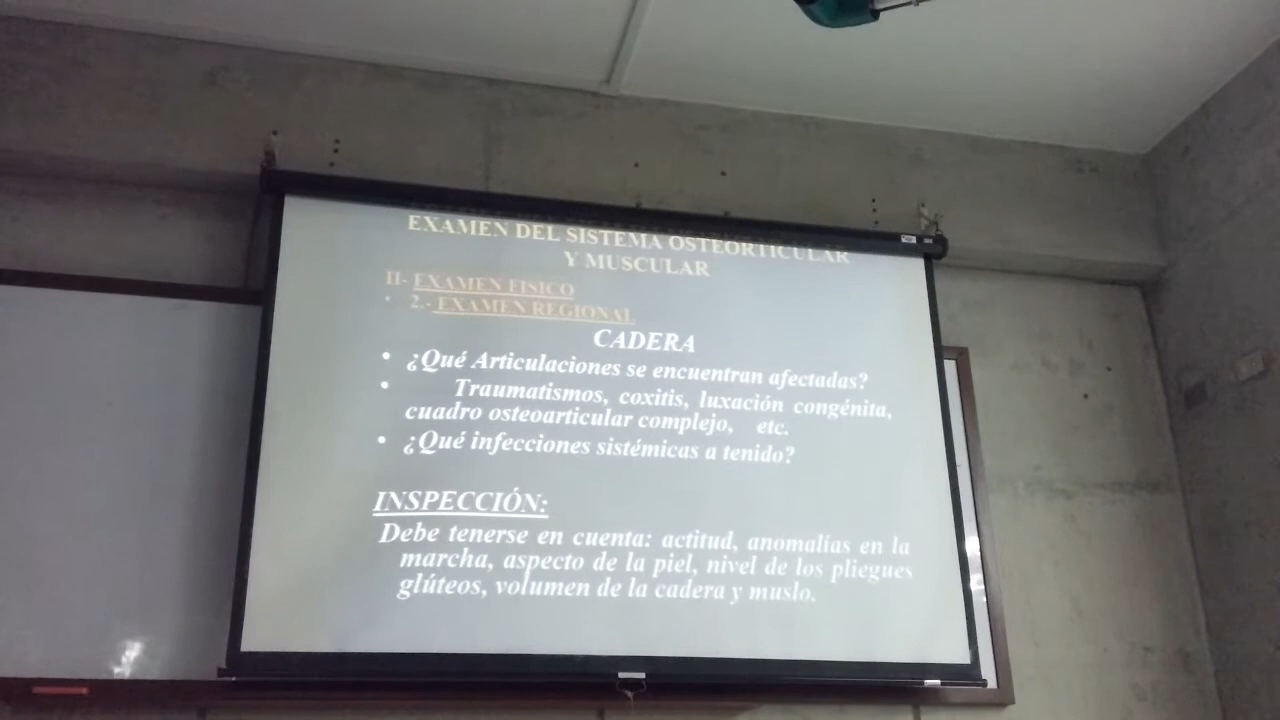 EXAMEN DEL SISTEMA OSTEORTICULAR
Y MUSCULAR
II- EXAMEN FISICO
• 2.- EXAMEN REGIONAL
CADERA
• ¿Qué Articulaciones se encuentran afectadas?
• Traumatismos, coxitis, luxación congénita,
cuadro osteoarticular complejo, etc.
• ¿Qué infecciones sistémicas a tenido?
INSPECCIÓN:
Debe tenerse en cuenta: actitud, anomalías en la
marcha, aspecto de la piel, nivel de los pliegues
glúteos, volumen de la cadera y muslo.